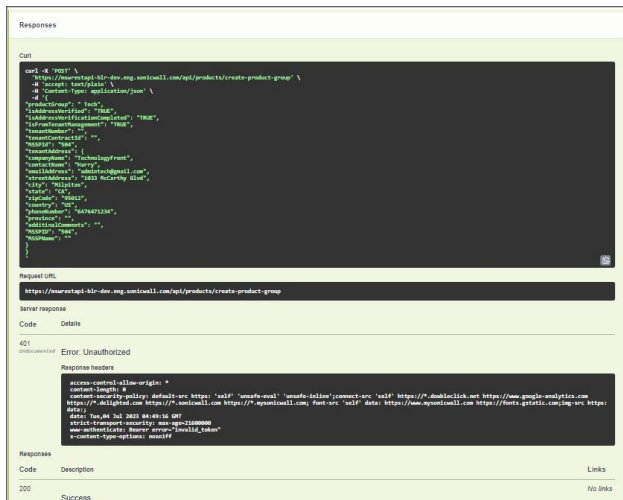 Responses
Curl
curl -X 'POST' \
'https://mswrestapi-blr-dev.eng.sonicwall.com/api/products/create-product-group' \
-H 'accept: text/plain' \
-H 'Content-Type: application/json' \
-d '{
"productGroup": " Tech",
"isAddressVerified": "TRUE",
"isAddressVerificationCompleted": "TRUE",
"isFromTenantManagement": "TRUE",
"tenantNumber": "",
"tenantContractId": "",
"MSSPId": "504",
"tenantAddress": {
"companyName": "TechnologyFront",
"contactName": "Harry",
"emailAddress": "admintech@gmail.com",
"streetAddress": "1033 McCarthy Blvd",
"city": "Milpitas",
"state": "CA",
"zipCode": "95012",
"country": "US",
"phoneNumber": "6476471234",
"province": "",
"additinalComments": "",
"MSSPID": "504",
"MSSPName": ""
}
}
'
Request URL
https://mswrestapi-blr-dev.eng.sonicwall.com/api/products/create-product-group
Server response
Code Details
401 Error: Unauthorized
Undocumented
Response headers
access-control-allow-origin: *
content-length: 0
content-security-policy: default-src https: 'self' 'unsafe-eval' 'unsafe-inline';connect-src 'self' https://*.doubleclick.net https://www.google-analytics.com
https://*.delighted.com https://*.sonicwall.com https://*.mysonicwall.com; font-src 'self' data: https://www.mysonicwall.com https://fonts.gstatic.com;img-src https:
data:;
date: Tue,04 Jul 2023 04:49:16 GMT
strict-transport-security: max-age=21600000
www-authenticate: Bearer error="invalid_token"
x-content-type-options: nosniff
Responses
Code Description Links
200 Success No links